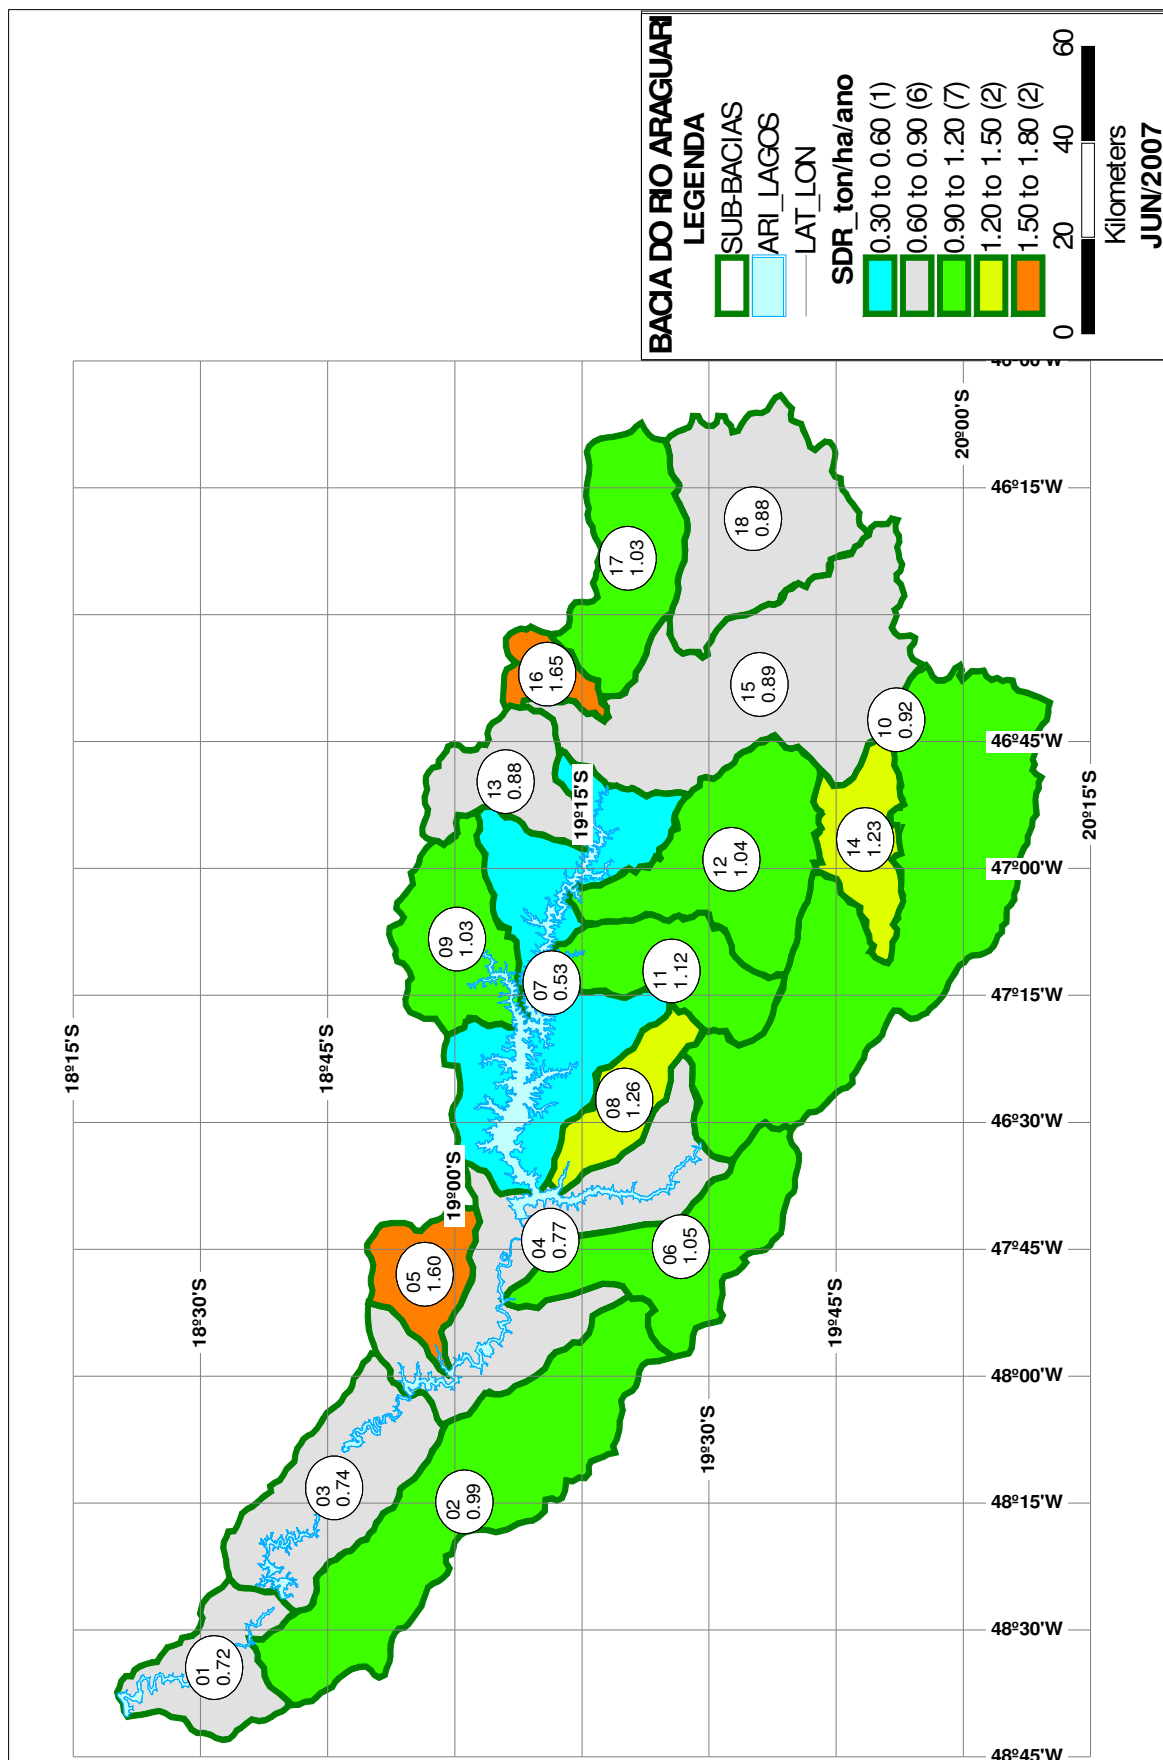 BACIA DO RIO ARAGUARI
LEGENDA
SUB-BACIAS
ARI_LAGOS
LAT_LON
SDR_ton/ha/ano
0.30 to 0.60 (1)
0.60 to 0.90 (6)
0.90 to 1.20 (7)
1.20 to 1.50 (2)
1.50 to 1.80 (2)
0 20 40 60
Kilometers
JUN/2007
18º15'S
18º30'S
18º45'S
19º00'S
19º15'S
19º30'S
19º45'S
20º00'S
20º15'S
48º45'W
48º30'W
48º15'W
48º00'W
47º45'W
46º30'W
47º15'W
47º00'W
46º45'W
46º15'W
46º00'W
01
0.72
02
0.99
03
0.74
04
0.77
05
1.60
06
1.05
07
0.53
08
1.26
09
1.03
10
0.92
11
1.12
12
1.04
13
0.88
14
1.23
15
0.89
16
1.65
17
1.03
18
0.88